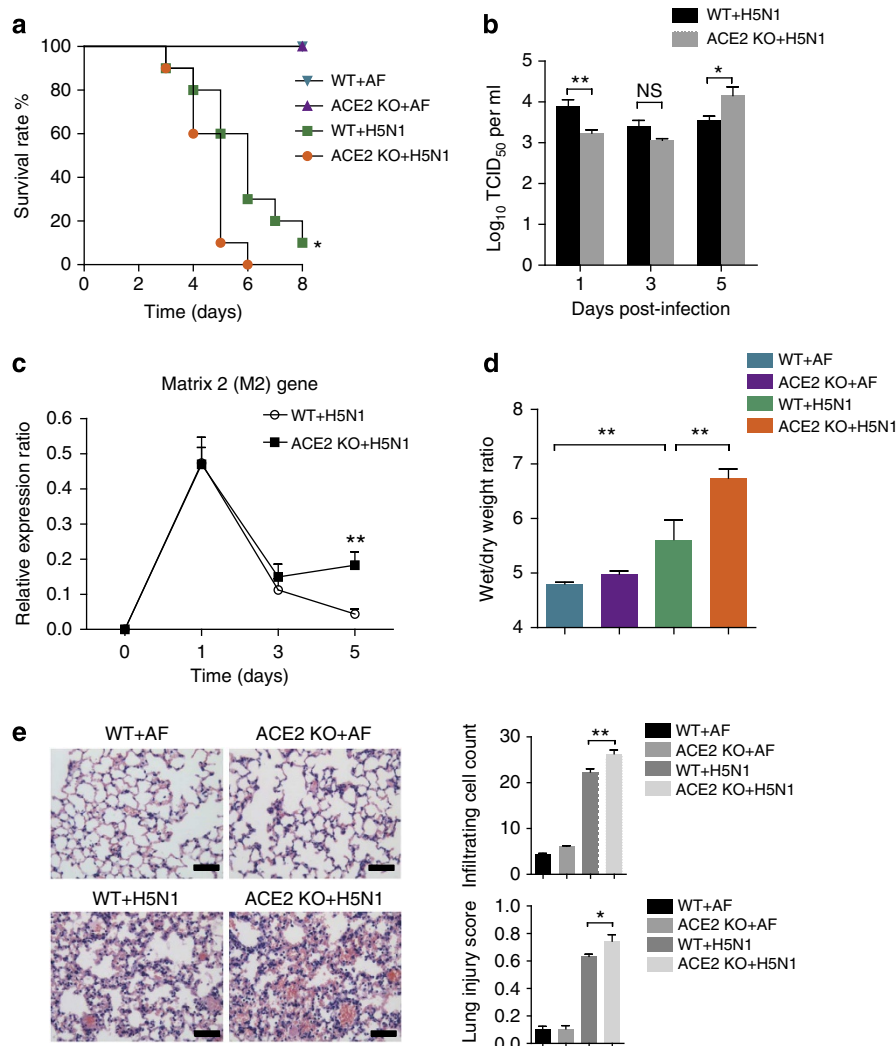 a
Survival rate %
100
80
60
40
20
0
0 2 4 6 8
Time (days)
WT+AF
ACE2 KO+AF
WT+H5N1
ACE2 KO+H5N1
*
b
WT+H5N1
ACE2 KO+H5N1
Log10 TCID50 per ml
5
4
3
2
1
0
** NS *
1 3 5
Days post-infection
c
Matrix 2 (M2) gene
WT+H5N1
ACE2 KO+H5N1
Relative expression ratio
0.6
0.5
0.4
0.3
0.2
0.1
0.0
**
0 1 3 5
Time (days)
d
WT+AF
ACE2 KO+AF
WT+H5N1
ACE2 KO+H5N1
Wet/dry weight ratio
8
7
6
5
4
** **
e
WT+AF ACE2 KO+AF
WT+H5N1 ACE2 KO+H5N1
Infiltrating cell count
30
20
10
0
**
WT+AF
ACE2 KO+AF
WT+H5N1
ACE2 KO+H5N1
Lung injury score
1.0
0.8
0.6
0.4
0.2
0.0
*
WT+AF
ACE2 KO+AF
WT+H5N1
ACE2 KO+H5N1